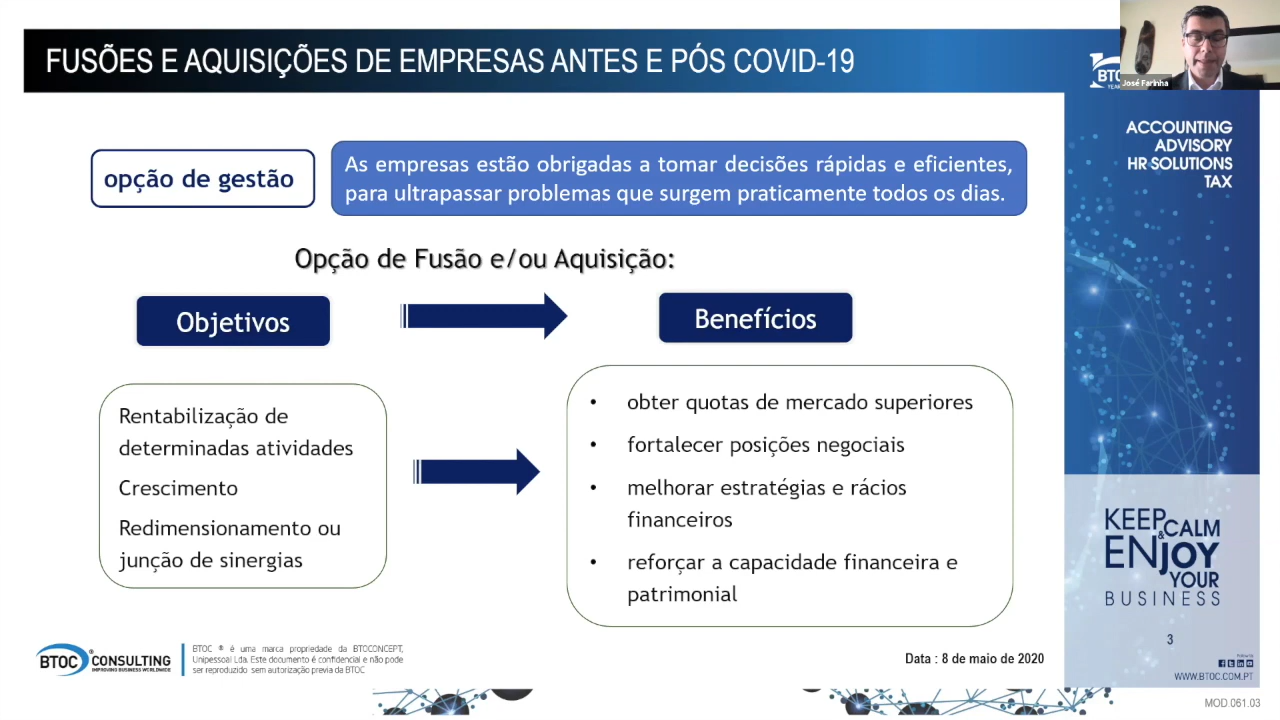 FUSÕES E AQUISIÇÕES DE EMPRESAS ANTES E PÓS COVID-19
José Farinha
ACCOUNTING
ADVISORY
HR SOLUTIONS
TAX
opção de gestão
As empresas estão obrigadas a tomar decisões rápidas e eficientes,
para ultrapassar problemas que surgem praticamente todos os dias.
Opção de Fusão e/ou Aquisição:
Objetivos
Benefícios
Rentabilização de
determinadas atividades
Crescimento
Redimensionamento ou
junção de sinergias
• obter quotas de mercado superiores
• fortalecer posições negociais
• melhorar estratégias e rácios
financeiros
• reforçar a capacidade financeira e
patrimonial
KEEP
& CALM
ENJOY
YOUR
BUSINESS
3
BTOC CONSULTING
IMPROVING BUSINESS WORLDWIDE
BTOC ® é uma marca propriedade da BTOCONCEPT,
Unipessoal Lda. Este documento é confidencial e não pode
ser reproduzido sem autorização prévia da BTOC
Data : 8 de maio de 2020
WWW.BTOC.COM.PT
MOD.061.03